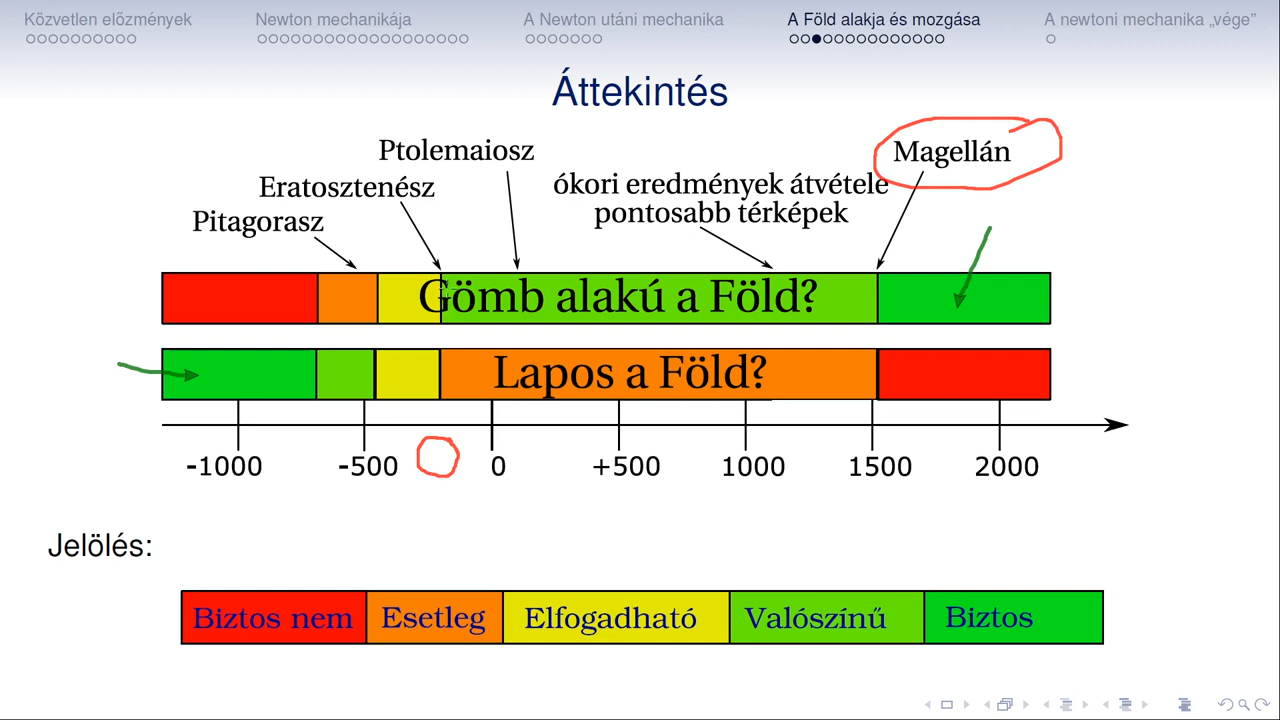 Közvetlen előzmények
Newton mechanikája
A Newton utáni mechanika
A Föld alakja és mozgása
A newtoni mechanika „vége”
Áttekintés
Ptolemaiosz
Magellán
Eratosztenész
ókori eredmények átvétele
Pitagorasz
pontosabb térképek
Gömb alakú a Föld?
Lapos a Föld?
-1000 -500 0 +500 1000 1500 2000
Jelölés:
Biztos nem Esetleg Elfogadható Valószínű Biztos